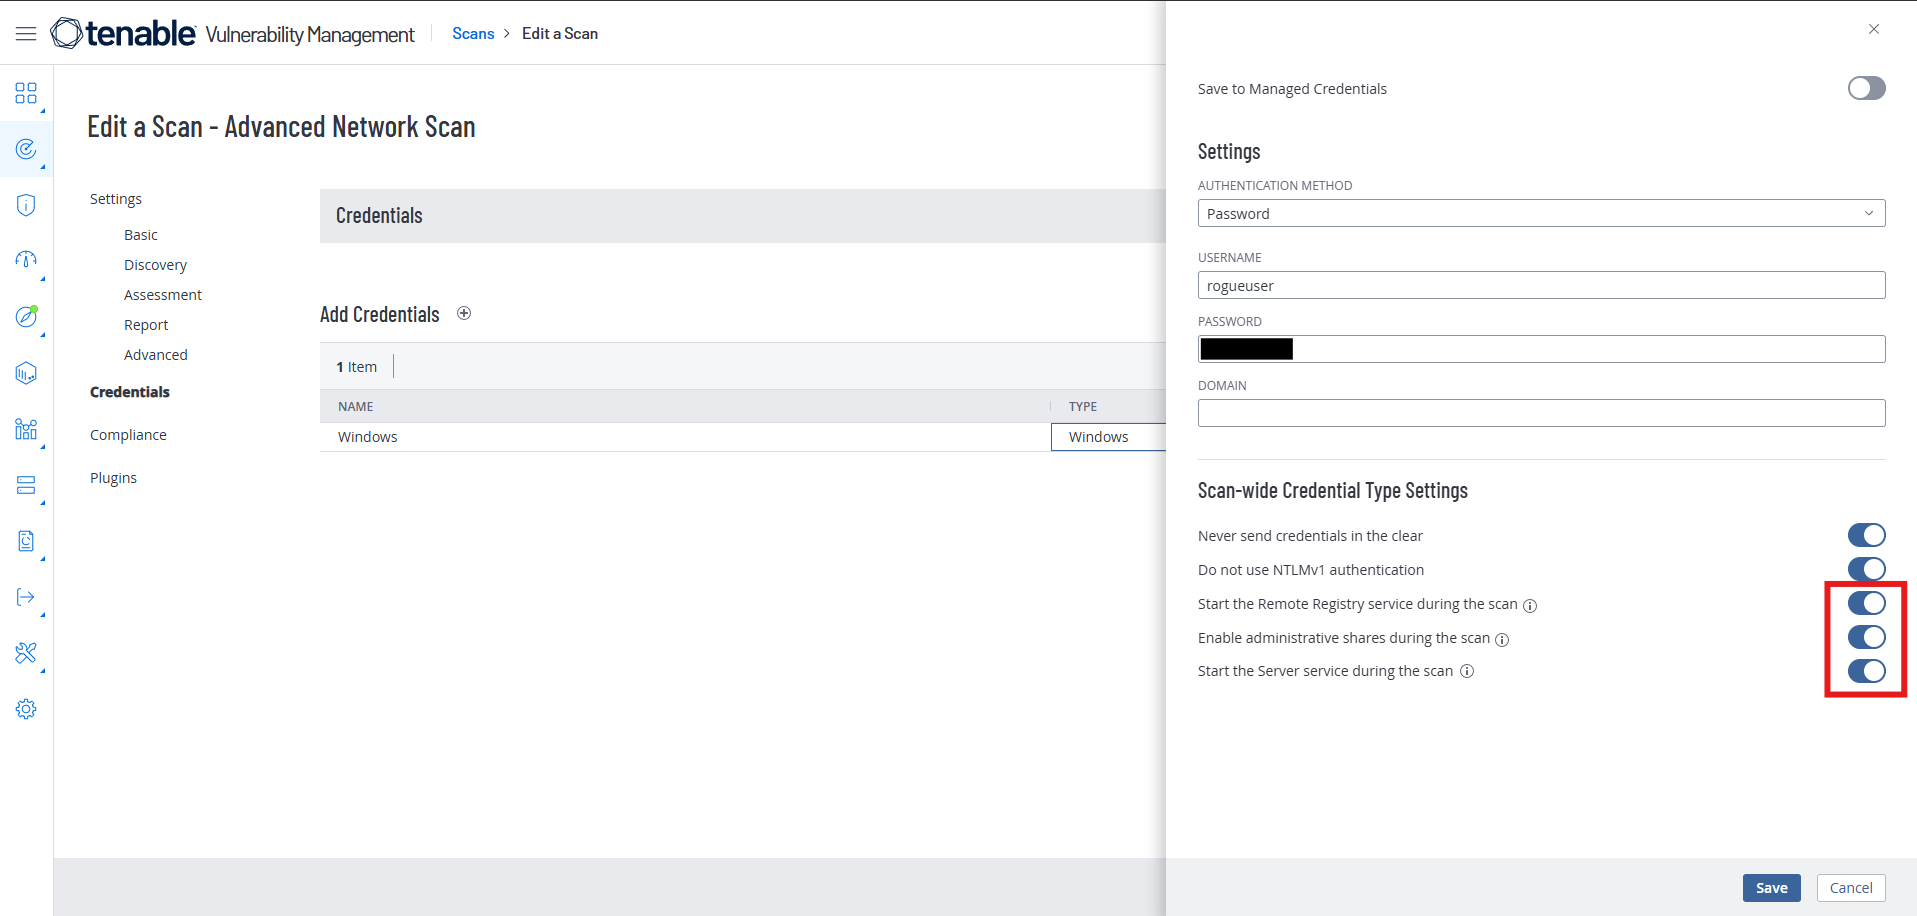 tenable Vulnerability Management Scans > Edit a Scan
Edit a Scan - Advanced Network Scan
Settings
Basic
Discovery
Assessment
Report
Advanced
Credentials
Compliance
Plugins
Credentials
Add Credentials
1 Item
NAME TYPE
Windows Windows
Save to Managed Credentials
Settings
AUTHENTICATION METHOD
Password
USERNAME
rogueuser
PASSWORD
DOMAIN
Scan-wide Credential Type Settings
Never send credentials in the clear
Do not use NTLMv1 authentication
Start the Remote Registry service during the scan
Enable administrative shares during the scan
Start the Server service during the scan
Save Cancel